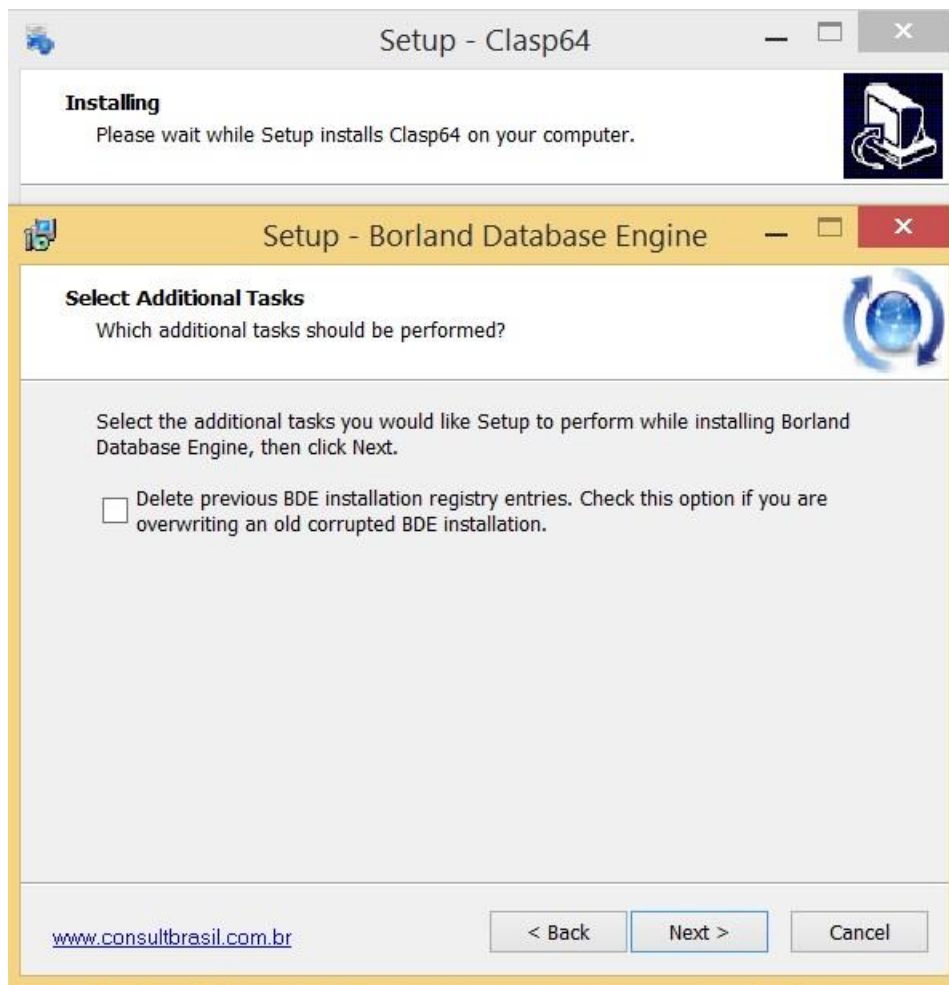 Setup - Clasp64
Installing
Please wait while Setup installs Clasp64 on your computer.
Setup - Borland Database Engine
Select Additional Tasks
Which additional tasks should be performed?
Select the additional tasks you would like Setup to perform while installing Borland
Database Engine, then click Next.
Delete previous BDE installation registry entries. Check this option if you are
overwriting an old corrupted BDE installation.
www.consultbrasil.com.br
< Back
Next >
Cancel